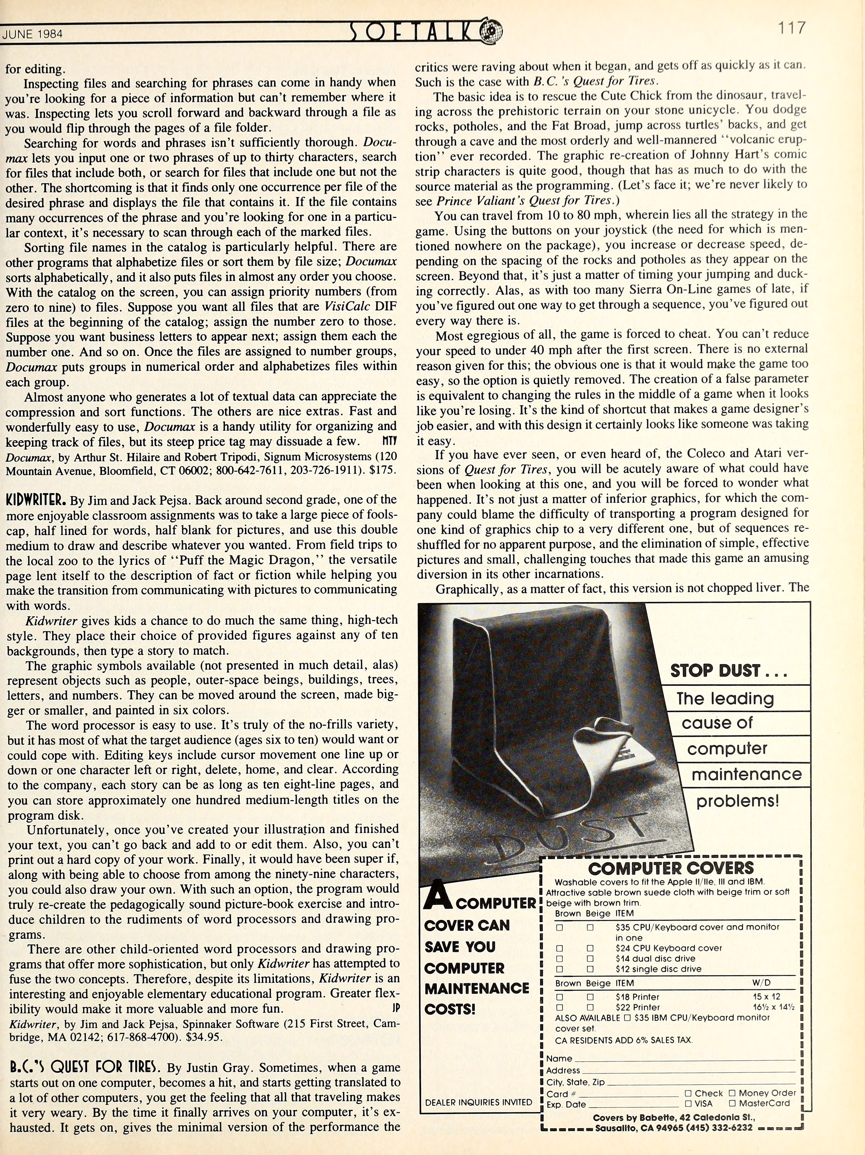 JUNE 1984
SOFTALK
117
for editing.
Inspecting files and searching for phrases can come in handy when
you're looking for a piece of information but can't remember where it
was. Inspecting lets you scroll forward and backward through a file as
you would flip through the pages of a file folder.
Searching for words and phrases isn't sufficiently thorough. Docu-
max lets you input one or two phrases of up to thirty characters, search
for files that include both, or search for files that include one but not the
other. The shortcoming is that it finds only one occurrence per file of the
desired phrase and displays the file that contains it. If the file contains
many occurrences of the phrase and you're looking for one in a particu-
lar context, it's necessary to scan through each of the marked files.
Sorting file names in the catalog is particularly helpful. There are
other programs that alphabetize files or sort them by file size; Documax
sorts alphabetically, and it also puts files in almost any order you choose.
With the catalog on the screen, you can assign priority numbers (from
zero to nine) to files. Suppose you want all files that are VisiCalc DIF
files at the beginning of the catalog; assign the number zero to those.
Suppose you want business letters to appear next; assign them each the
number one. And so on. Once the files are assigned to number groups,
Documax puts groups in numerical order and alphabetizes files within
each group.
Almost anyone who generates a lot of textual data can appreciate the
compression and sort functions. The others are nice extras. Fast and
wonderfully easy to use, Documax is a handy utility for organizing and
keeping track of files, but its steep price tag may dissuade a few. MTY
Documax, by Arthur St. Hilaire and Robert Tripodi, Signum Microsystems (120
Mountain Avenue, Bloomfield, CT 06002; 800-642-7611, 203-726-1911). $175.
KIDWRITER. By Jim and Jack Pejsa. Back around second grade, one of the
more enjoyable classroom assignments was to take a large piece of fools-
cap, half lined for words, half blank for pictures, and use this double
medium to draw and describe whatever you wanted. From field trips to
the local zoo to the lyrics of "Puff the Magic Dragon," the versatile
page lent itself to the description of fact or fiction while helping you
make the transition from communicating with pictures to communicating
with words.
Kidwriter gives kids a chance to do much the same thing, high-tech
style. They place their choice of provided figures against any of ten
backgrounds, then type a story to match.
The graphic symbols available (not presented in much detail, alas)
represent objects such as people, outer-space beings, buildings, trees,
letters, and numbers. They can be moved around the screen, made big-
ger or smaller, and painted in six colors.
The word processor is easy to use. It's truly of the no-frills variety,
but it has most of what the target audience (ages six to ten) would want or
could cope with. Editing keys include cursor movement one line up or
down or one character left or right, delete, home, and clear. According
to the company, each story can be as long as ten eight-line pages, and
you can store approximately one hundred medium-length titles on the
program disk.
Unfortunately, once you've created your illustration and finished
your text, you can't go back and add to or edit them. Also, you can't
print out a hard copy of your work. Finally, it would have been super if,
along with being able to choose from among the ninety-nine characters,
you could also draw your own. With such an option, the program would
truly re-create the pedagogically sound picture-book exercise and intro-
duce children to the rudiments of word processors and drawing pro-
grams.
There are other child-oriented word processors and drawing pro-
grams that offer more sophistication, but only Kidwriter has attempted to
fuse the two concepts. Therefore, despite its limitations, Kidwriter is an
interesting and enjoyable elementary educational program. Greater flex-
ibility would make it more valuable and more fun. JP
Kidwriter, by Jim and Jack Pejsa, Spinnaker Software (215 First Street, Cam-
bridge, MA 02142; 617-868-4700). $34.95.
B.C.'S QUEST FOR TIRES. By Justin Gray. Sometimes, when a game
starts out on one computer, becomes a hit, and starts getting translated to
a lot of other computers, you get the feeling that all that traveling makes
it very weary. By the time it finally arrives on your computer, it's ex-
hausted. It gets on, gives the minimal version of the performance the
critics were raving about when it began, and gets off as quickly as it can.
Such is the case with B.C.'s Quest for Tires.
The basic idea is to rescue the Cute Chick from the dinosaur, travel-
ing across the prehistoric terrain on your stone unicycle. You dodge
rocks, potholes, and the Fat Broad, jump across turtles' backs, and get
through a cave and the most orderly and well-mannered "volcanic erup-
tion" ever recorded. The graphic re-creation of Johnny Hart's comic
strip characters is quite good, though that has as much to do with the
source material as the programming. (Let's face it; we're never likely to
see Prince Valiant's Quest for Tires.)
You can travel from 10 to 80 mph, wherein lies all the strategy in the
game. Using the buttons on your joystick (the need for which is men-
tioned nowhere on the package), you increase or decrease speed, de-
pending on the spacing of the rocks and potholes as they appear on the
screen. Beyond that, it's just a matter of timing your jumping and duck-
ing correctly. Alas, as with too many Sierra On-Line games of late, if
you've figured out one way to get through a sequence, you've figured out
every way there is.
Most egregious of all, the game is forced to cheat. You can't reduce
your speed to under 40 mph after the first screen. There is no external
reason given for this; the obvious one is that it would make the game too
easy, so the option is quietly removed. The creation of a false parameter
is equivalent to changing the rules in the middle of a game when it looks
like you're losing. It's the kind of shortcut that makes a game designer's
job easier, and with this design it certainly looks like someone was taking
it easy.
If you have ever seen, or even heard of, the Coleco and Atari ver-
sions of Quest for Tires, you will be acutely aware of what could have
been when looking at this one, and you will be forced to wonder what
happened. It's not just a matter of inferior graphics, for which the com-
pany could blame the difficulty of transporting a program designed for
one kind of graphics chip to a very different one, but of sequences re-
shuffled for no apparent purpose, and the elimination of simple, effective
pictures and small, challenging touches that made this game an amusing
diversion in its other incarnations.
Graphically, as a matter of fact, this version is not chopped liver. The
STOP DUST . . .
The leading
cause of
computer
maintenance
problems!
DUST
A COMPUTER
COVER CAN
SAVE YOU
COMPUTER
MAINTENANCE
COSTS!
DEALER INQUIRIES INVITED
COMPUTER COVERS
Washable covers to fit the Apple II/IIe, III and IBM.
Attractive sable brown suede cloth with beige trim or soft
beige with brown trim.
Brown Beige ITEM
□ □ $35 CPU/Keyboard cover and monitor
in one
□ □ $24 CPU Keyboard cover
□ □ $14 dual disc drive
□ □ $12 single disc drive
Brown Beige ITEM W/D
□ □ $18 Printer 15 x 12
□ □ $22 Printer 16½ x 14½
ALSO AVAILABLE □ $35 IBM CPU/Keyboard monitor
cover set.
CA RESIDENTS ADD 6% SALES TAX.
Name
Address
City, State, Zip
Card # □ Check □ Money Order
Exp. Date □ VISA □ MasterCard
Covers by Babette, 42 Caledonia St.,
Sausalito, CA 94965 (415) 332-6232